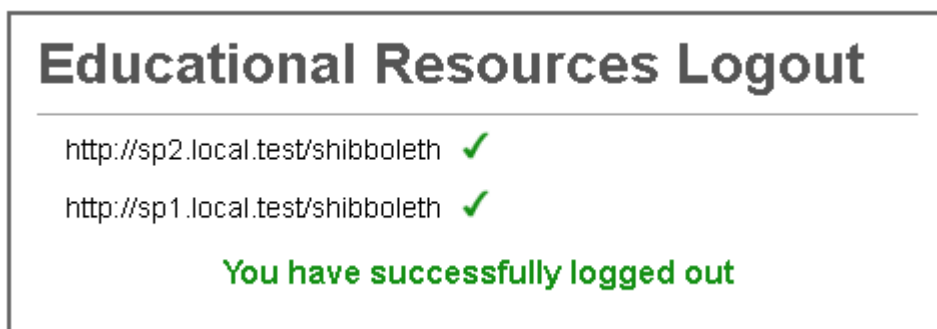 Educational Resources Logout
http://sp2.local.test/shibboleth
http://sp1.local.test/shibboleth
You have successfully logged out